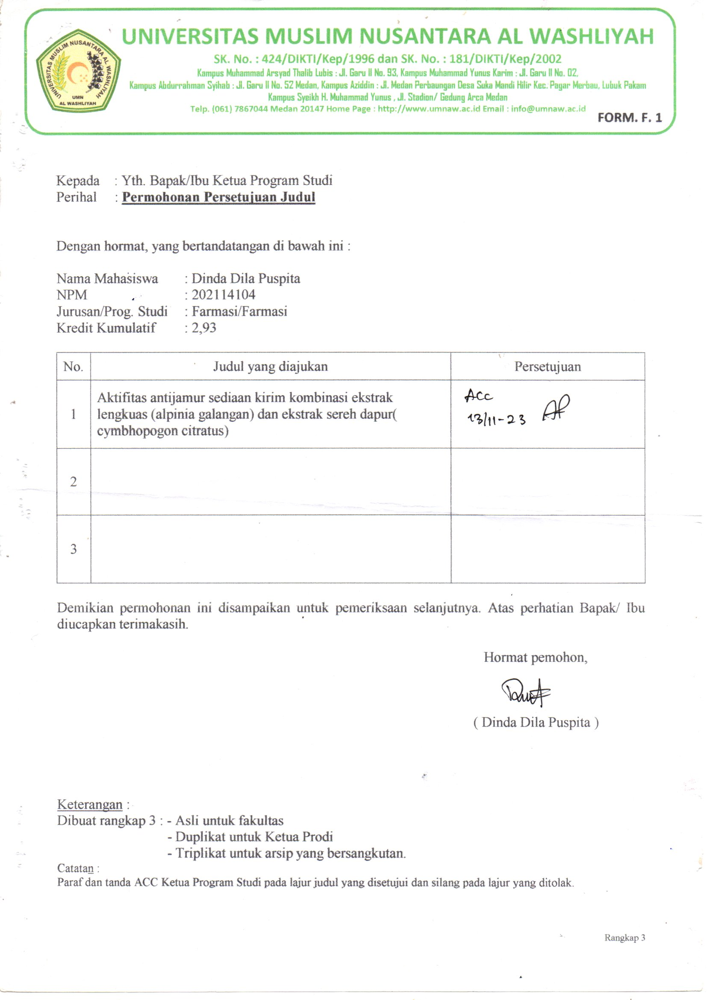 UNIVERSITAS MUSLIM NUSANTARA AL WASHLIYAH
UMN
AL WASHLIYAH
UNIVERSITAS MUSLIM NUSANTARA AL WASHLIYAH
SK. No. : 424/DIKTI/Kep/1996 dan SK. No. : 181/DIKTI/Kep/2002
Kampus Muhammad Arsyad Thalib Lubis : Jl. Garu II No. 93, Kampus Muhammad Yunus Karim : Jl. Garu II No. 02,
Kampus Abdurrahman Syihab : Jl. Garu II No. 52 Medan, Kampus Aziddin : Jl. Medan Perbaungan Desa Suka Mandi Hilir Kec. Pagar Merbau, Lubuk Pakam
Kampus Syeikh H. Muhammad Yunus , Jl. Stadion/ Gedung Arca Medan
Telp. (061) 7867044 Medan 20147 Home Page : http://www.umnaw.ac.id Email : info@umnaw.ac.id
FORM. F. 1
Kepada : Yth. Bapak/Ibu Ketua Program Studi
Perihal : Permohonan Persetujuan Judul
Dengan hormat, yang bertandatangan di bawah ini :
Nama Mahasiswa : Dinda Dila Puspita
NPM : 202114104
Jurusan/Prog. Studi : Farmasi/Farmasi
Kredit Kumulatif : 2,93
No. Judul yang diajukan Persetujuan
1
Aktifitas antijamur sediaan kirim kombinasi ekstrak
lengkuas (alpinia galangan) dan ekstrak sereh dapur(
cymbhopogon citratus)
Acc
13/11-23
2
3
Demikian permohonan ini disampaikan untuk pemeriksaan selanjutnya. Atas perhatian Bapak/ Ibu
diucapkan terimakasih.
Hormat pemohon,
( Dinda Dila Puspita )
Keterangan :
Dibuat rangkap 3 : - Asli untuk fakultas
- Duplikat untuk Ketua Prodi
- Triplikat untuk arsip yang bersangkutan.
Catatan :
Paraf dan tanda ACC Ketua Program Studi pada lajur judul yang disetujui dan silang pada lajur yang ditolak.
Rangkap 3